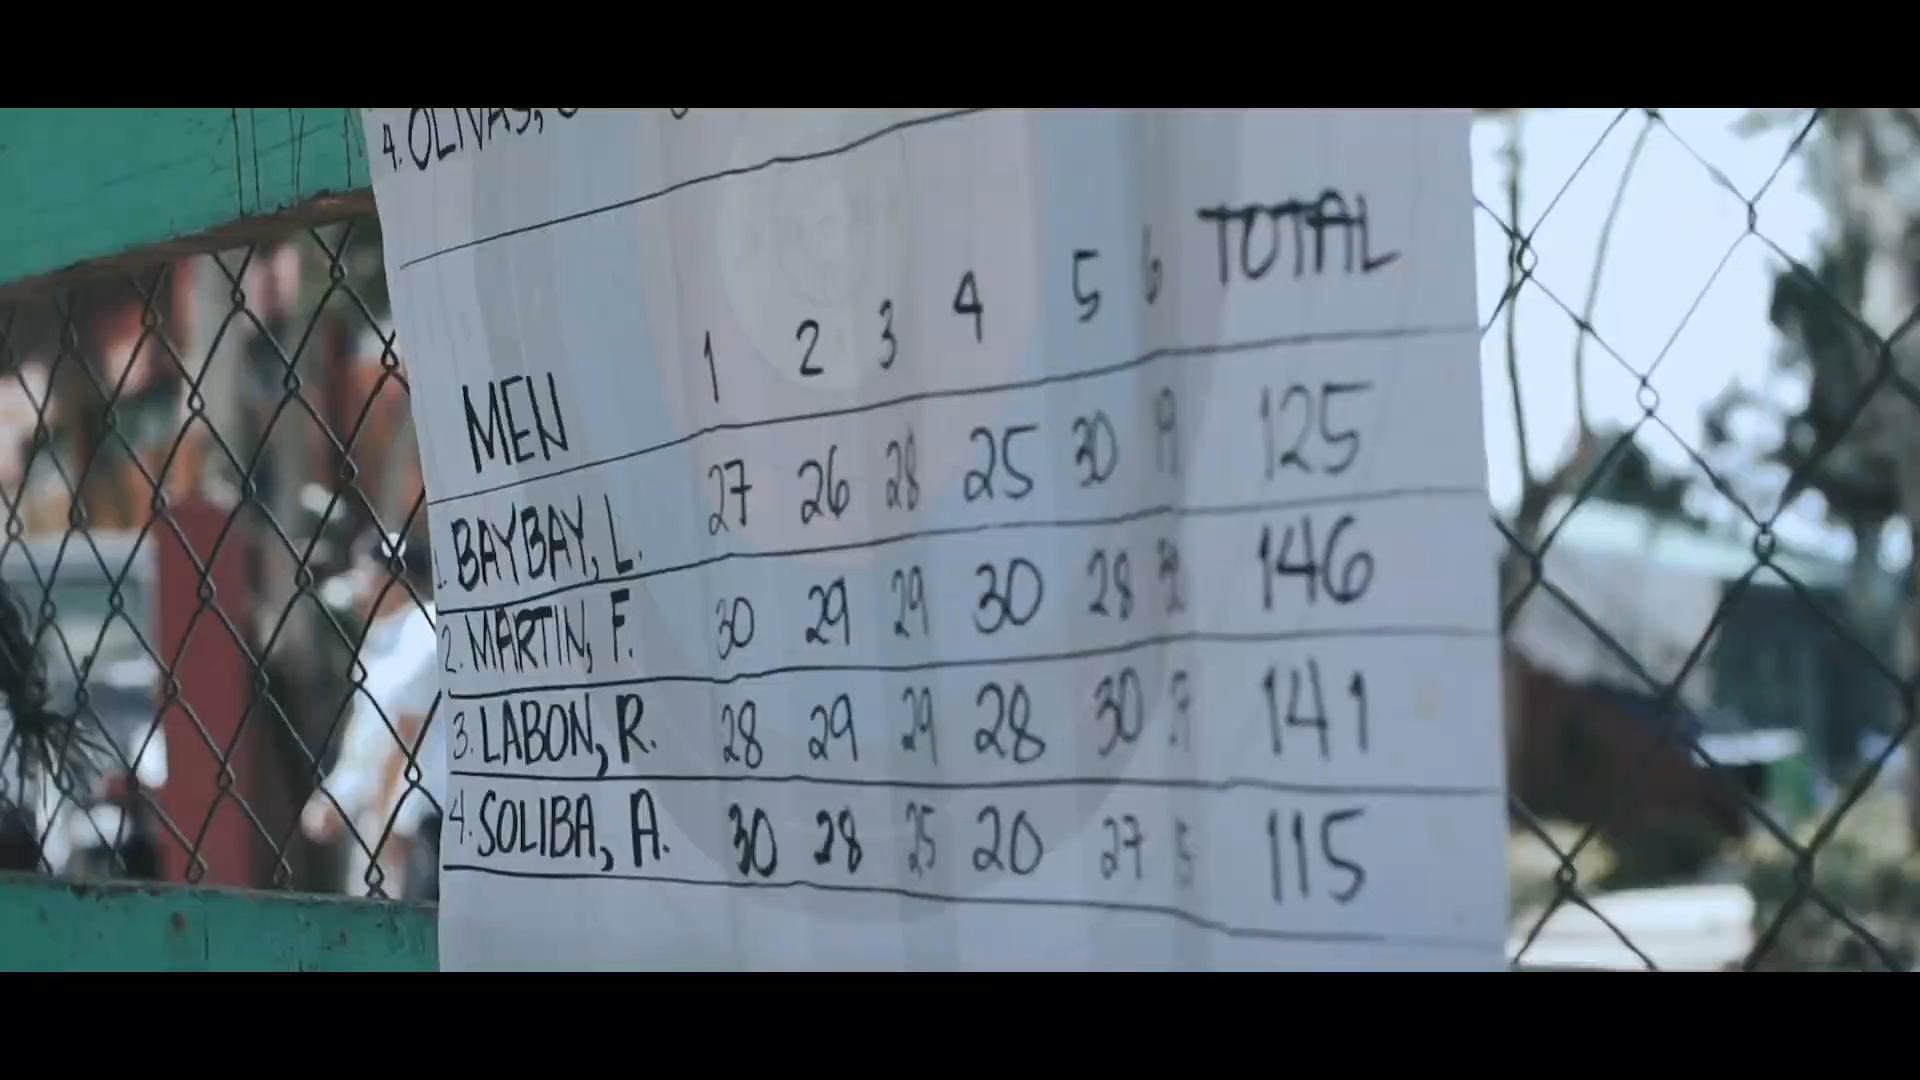 4. OLIVAS,
MEN 1 2 3 4 5 6 TOTAL
1. BAYBAY, L. 27 26 28 25 30 19 125
2. MARTIN, F. 30 29 29 30 28 146
3. LABON, R. 28 29 29 28 30 141
4. SOLIBA, A. 30 28 25 20 27 115